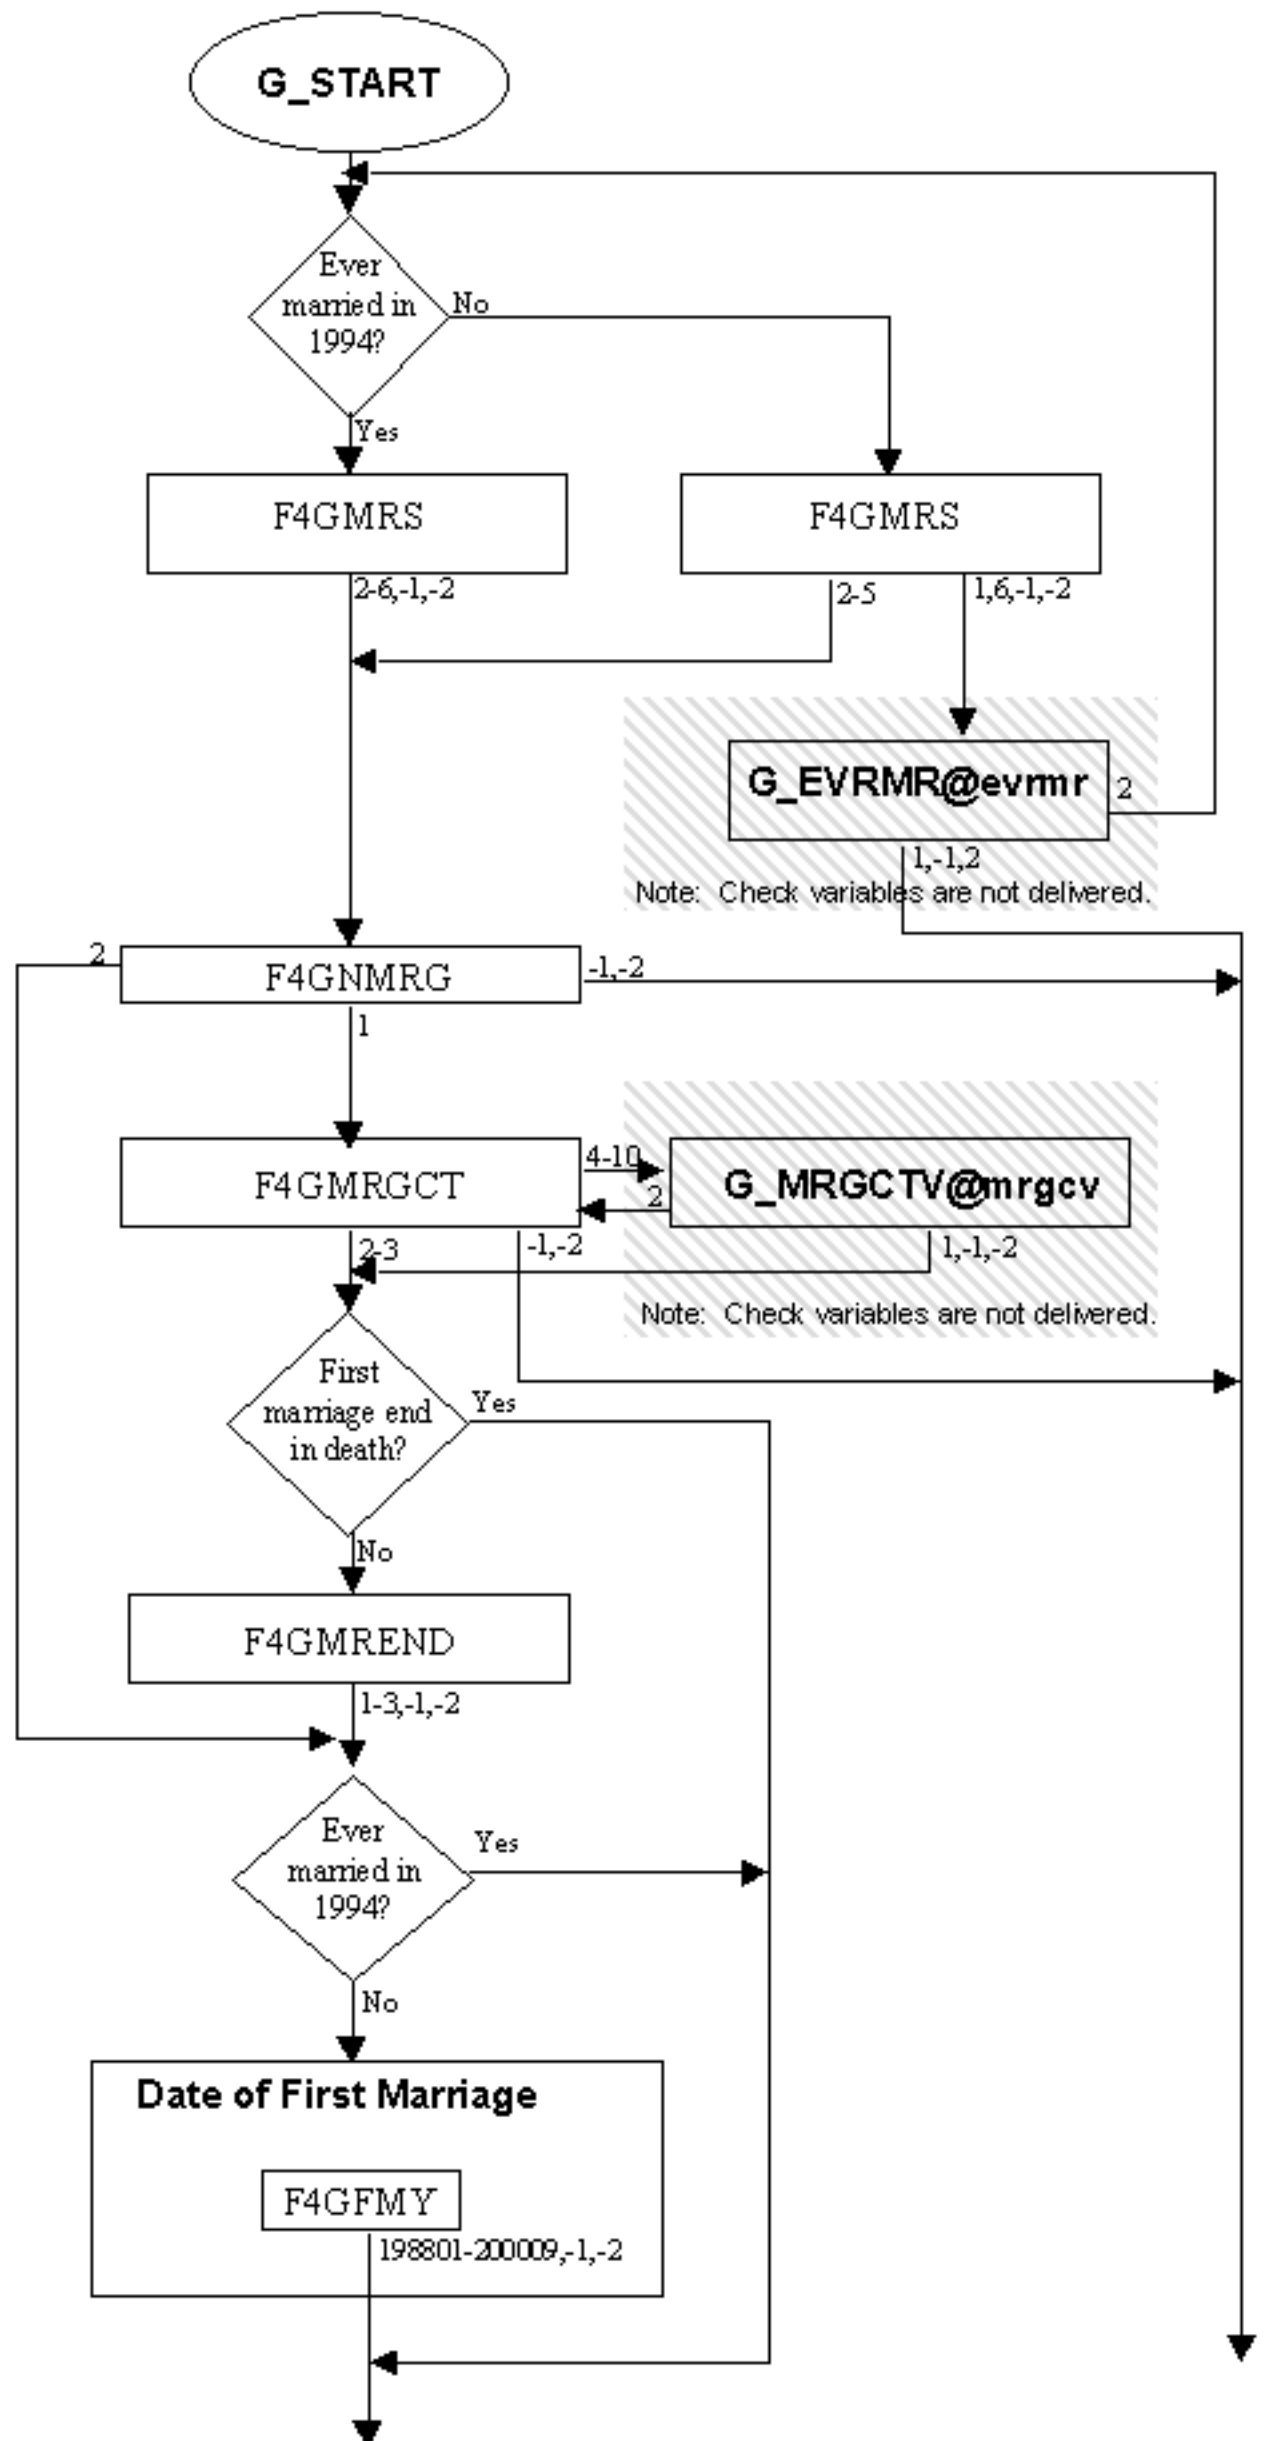 G_START
Ever
married in
1994?
No
Yes
F4GMRS
F4GMRS
2-6,-1,-2
2-5
1,6,-1,-2
G_EVRMR@evrmr
2
1,-1,2
Note: Check variables are not delivered.
2
F4GNMRG
-1,-2
1
F4GMRGCT
4-10
2
G_MRGCTV@mrgcv
2-3
-1,-2
1,-1,-2
Note: Check variables are not delivered.
First
marriage end
in death?
Yes
No
F4GMREND
1-3,-1,-2
Ever
married in
1994?
Yes
No
Date of First Marriage
F4GFMY
198801-200009,-1,-2